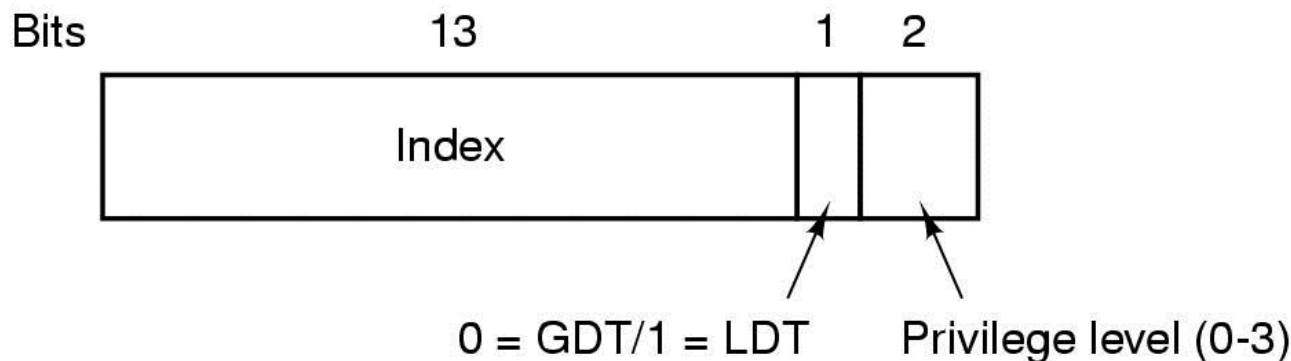 Bits 13 1 2
Index
0 = GDT/1 = LDT Privilege level (0-3)